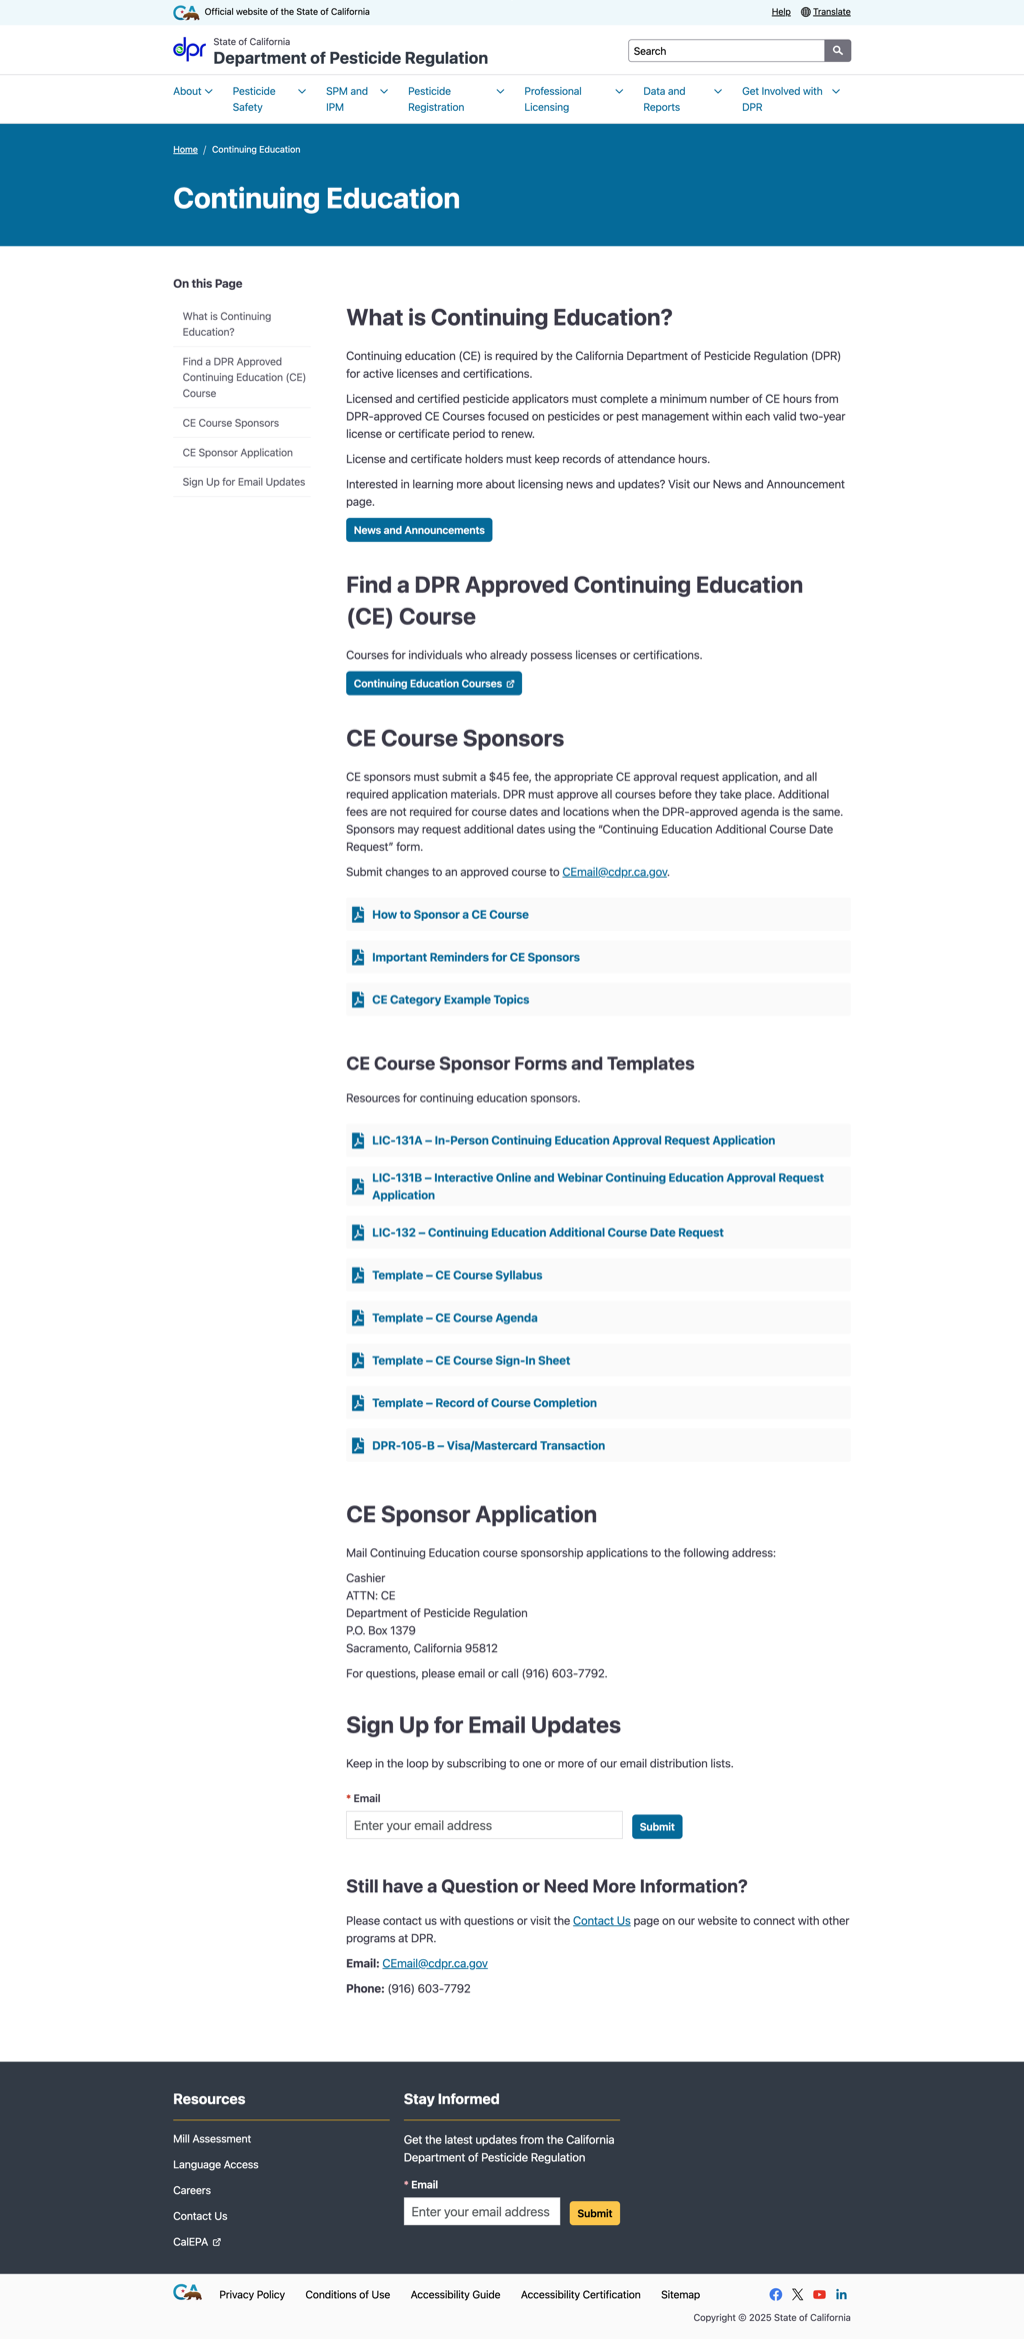 Official website of the State of California
Help
Translate
dpr
State of California
Department of Pesticide Regulation
Search
About
Pesticide
Safety
SPM and
IPM
Pesticide
Registration
Professional
Licensing
Data and
Reports
Get Involved with
DPR
Home / Continuing Education
Continuing Education
On this Page
What is Continuing
Education?
Find a DPR Approved
Continuing Education (CE)
Course
CE Course Sponsors
CE Sponsor Application
Sign Up for Email Updates
What is Continuing Education?
Continuing education (CE) is required by the California Department of Pesticide Regulation (DPR)
for active licenses and certifications.
Licensed and certified pesticide applicators must complete a minimum number of CE hours from
DPR-approved CE Courses focused on pesticides or pest management within each valid two-year
license or certificate period to renew.
License and certificate holders must keep records of attendance hours.
Interested in learning more about licensing news and updates? Visit our News and Announcement
page.
News and Announcements
Find a DPR Approved Continuing Education
(CE) Course
Courses for individuals who already possess licenses or certifications.
Continuing Education Courses
CE Course Sponsors
CE sponsors must submit a $45 fee, the appropriate CE approval request application, and all
required application materials. DPR must approve all courses before they take place. Additional
fees are not required for course dates and locations when the DPR-approved agenda is the same.
Sponsors may request additional dates using the “Continuing Education Additional Course Date
Request” form.
Submit changes to an approved course to CEmail@cdpr.ca.gov.
How to Sponsor a CE Course
Important Reminders for CE Sponsors
CE Category Example Topics
CE Course Sponsor Forms and Templates
Resources for continuing education sponsors.
LIC-131A – In-Person Continuing Education Approval Request Application
LIC-131B – Interactive Online and Webinar Continuing Education Approval Request
Application
LIC-132 – Continuing Education Additional Course Date Request
Template – CE Course Syllabus
Template – CE Course Agenda
Template – CE Course Sign-In Sheet
Template – Record of Course Completion
DPR-105-B – Visa/Mastercard Transaction
CE Sponsor Application
Mail Continuing Education course sponsorship applications to the following address:
Cashier
ATTN: CE
Department of Pesticide Regulation
P.O. Box 1379
Sacramento, California 95812
For questions, please email or call (916) 603-7792.
Sign Up for Email Updates
Keep in the loop by subscribing to one or more of our email distribution lists.
* Email
Enter your email address
Submit
Still have a Question or Need More Information?
Please contact us with questions or visit the Contact Us page on our website to connect with other
programs at DPR.
Email: CEmail@cdpr.ca.gov
Phone: (916) 603-7792
Resources
Mill Assessment
Language Access
Careers
Contact Us
CalEPA
Stay Informed
Get the latest updates from the California
Department of Pesticide Regulation
* Email
Enter your email address
Submit
Privacy Policy
Conditions of Use
Accessibility Guide
Accessibility Certification
Sitemap
Copyright © 2025 State of California